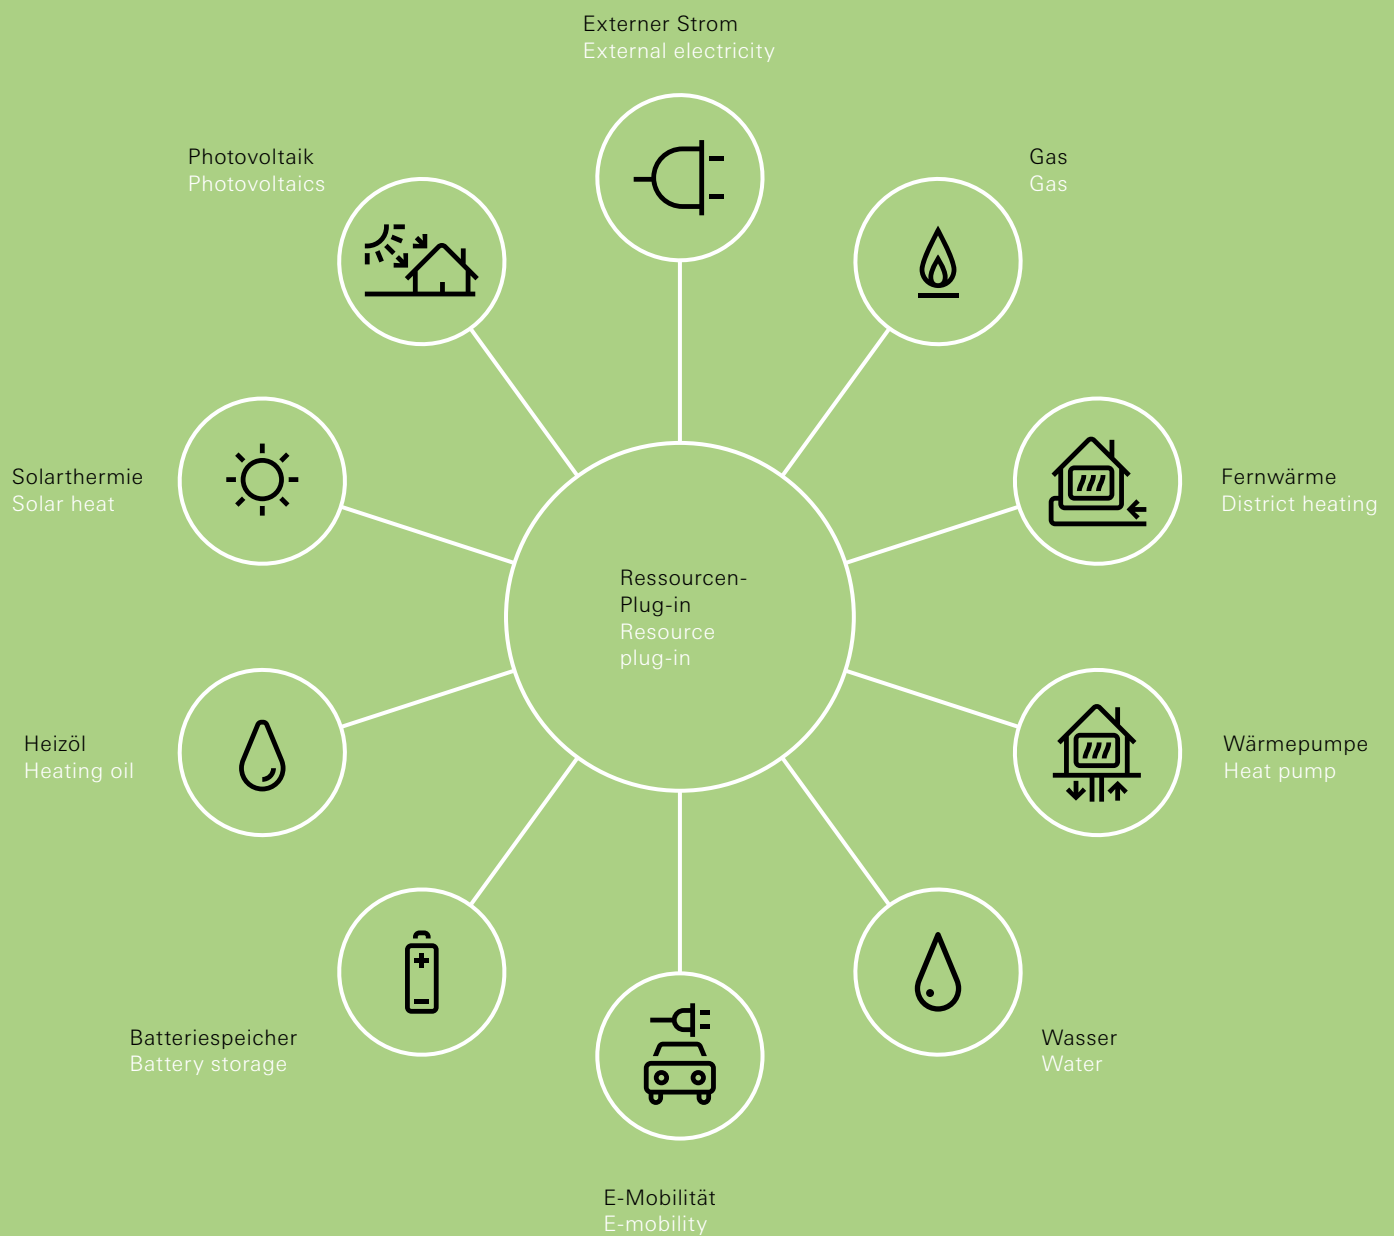 Externer Strom
External electricity
Photovoltaik
Photovoltaics
Gas
Gas
Solarthermie
Solar heat
Fernwärme
District heating
Ressourcen-
Plug-in
Resource
plug-in
Heizöl
Heating oil
Wärmepumpe
Heat pump
Batteriespeicher
Battery storage
Wasser
Water
E-Mobilität
E-mobility